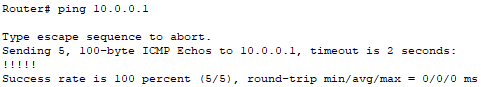 Router# ping 10.0.0.1
Type escape sequence to abort.
Sending 5, 100-byte ICMP Echos to 10.0.0.1, timeout is 2 seconds:
!!!!!
Success rate is 100 percent (5/5), round-trip min/avg/max = 0/0/0 ms